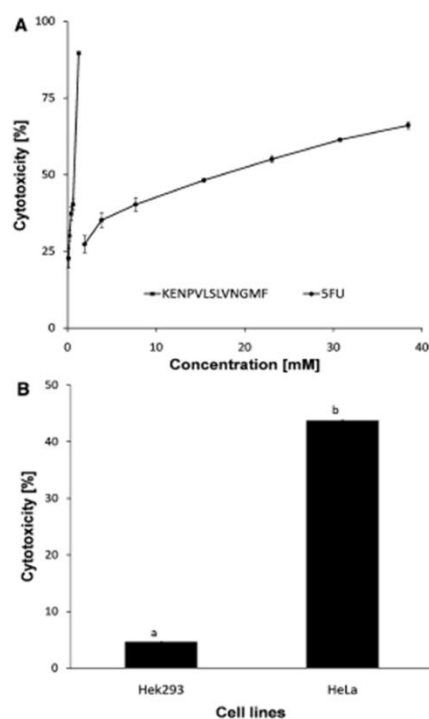 A
100
75
50
25
0
Cytotoxicity [%]
KENPVLSLVNGMF 5FU
0 10 20 30 40
Concentration [mM]
B
50
40
30
20
10
0
Cytotoxicity [%]
a
b
Hek293 HeLa
Cell lines